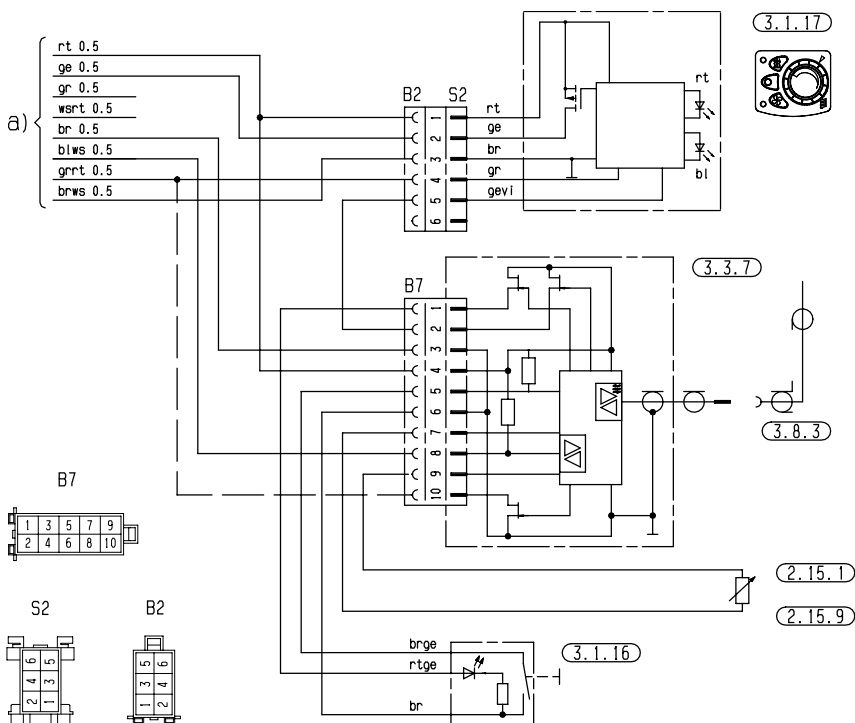 3.1.17
rt 0.5
ge 0.5
gr 0.5
wsrt 0.5
br 0.5
blws 0.5
grrt 0.5
brws 0.5
a)
B2 S2
1
2
3
4
5
6
rt
ge
br
gr
gevi
rt
bl
3.3.7
B7
1
2
3
4
5
6
7
8
9
10
3.8.3
B7
1 3 5 7 9
2 4 6 8 10
2.15.1
2.15.9
S2
6 5
4 3
2 1
B2
5 6
3 4
1 2
brge
rtge
br
3.1.16